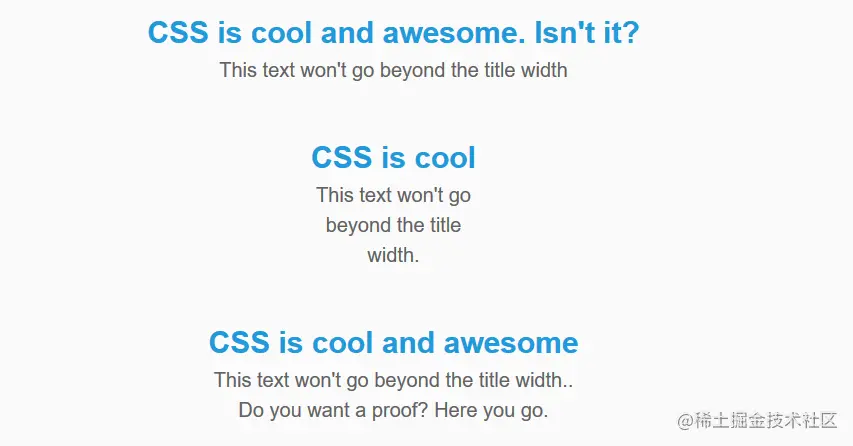 CSS is cool and awesome. Isn't it?
This text won't go beyond the title width
CSS is cool
This text won't go
beyond the title
width.
CSS is cool and awesome
This text won't go beyond the title width..
Do you want a proof? Here you go.
@稀土掘金技术社区